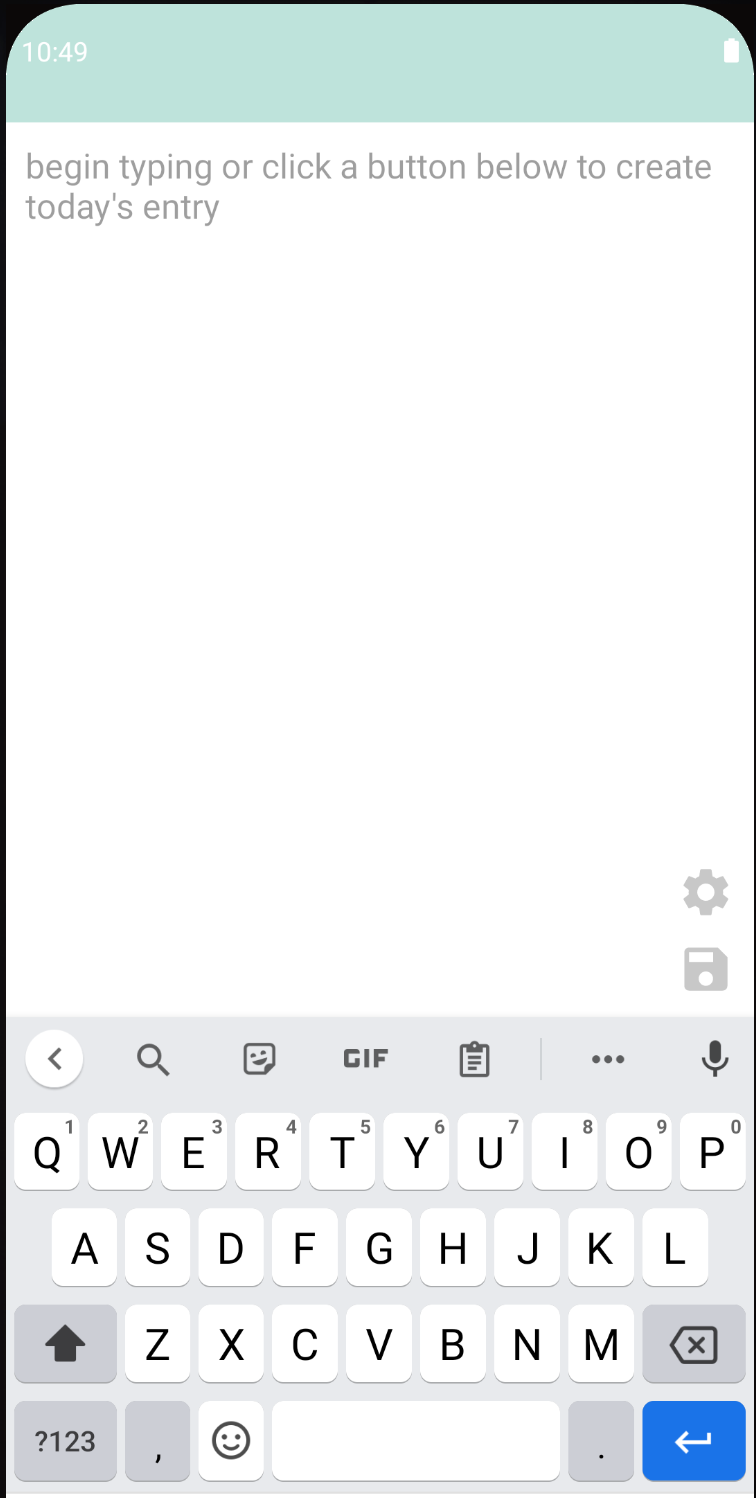 10:49
begin typing or click a button below to create
today's entry
GIF
Q 1 W 2 E 3 R 4 T 5 Y 6 U 7 I 8 O 9 P 0
A S D F G H J K L
Z X C V B N M
?123 , .